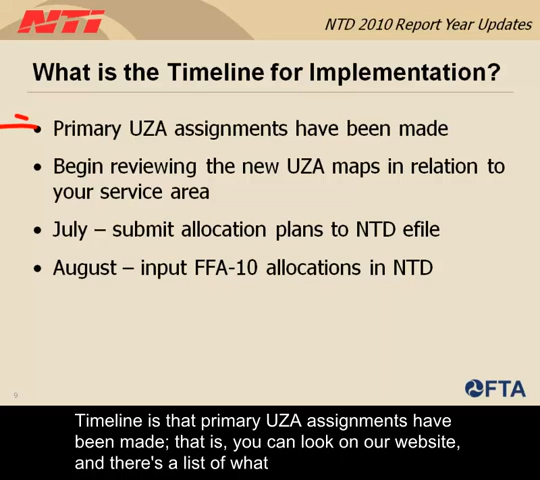 NTI
NTD 2010 Report Year Updates
What is the Timeline for Implementation?
• Primary UZA assignments have been made
• Begin reviewing the new UZA maps in relation to
your service area
• July – submit allocation plans to NTD efile
• August – input FFA-10 allocations in NTD
9
FTA
Timeline is that primary UZA assignments have
been made; that is, you can look on our website,
and there's a list of what